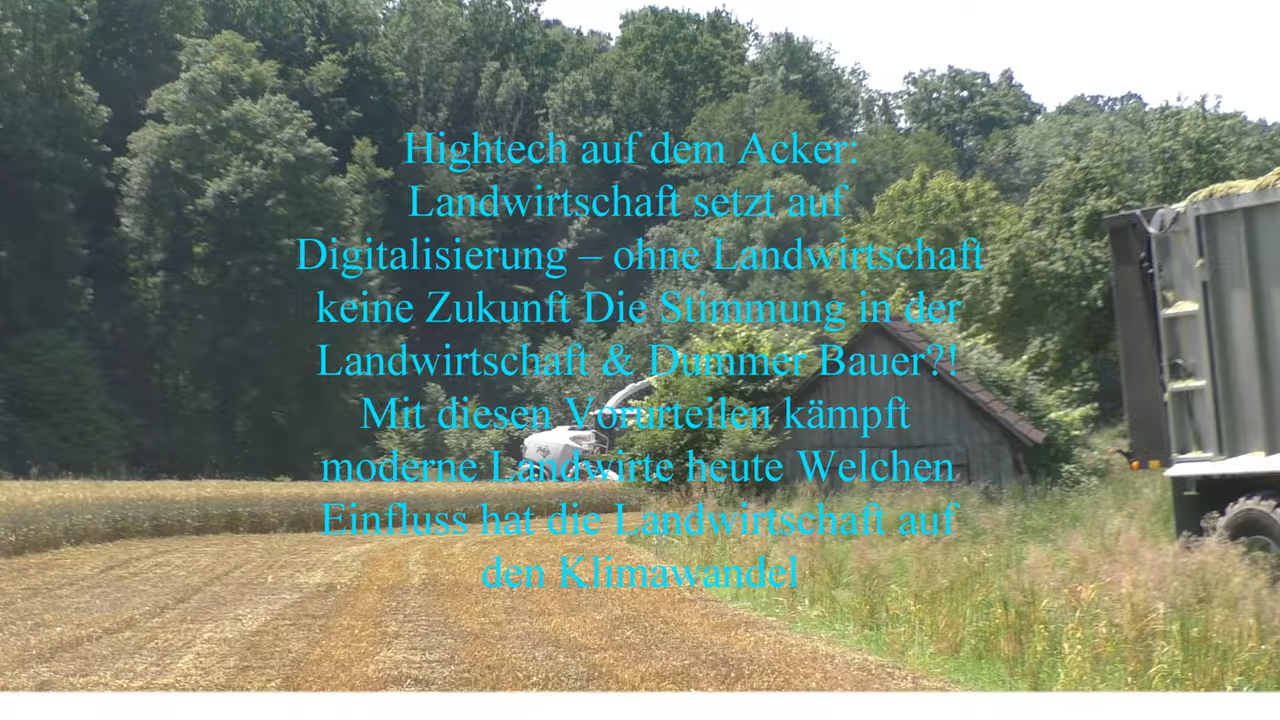 Hightech auf dem Acker:
Landwirtschaft setzt auf
Digitalisierung – ohne Landwirtschaft
keine Zukunft Die Stimmung in der
Landwirtschaft & Dummer Bauer?!
Mit diesen Vorurteilen kämpft
moderne Landwirte heute Welchen
Einfluss hat die Landwirtschaft auf
den Klimawandel